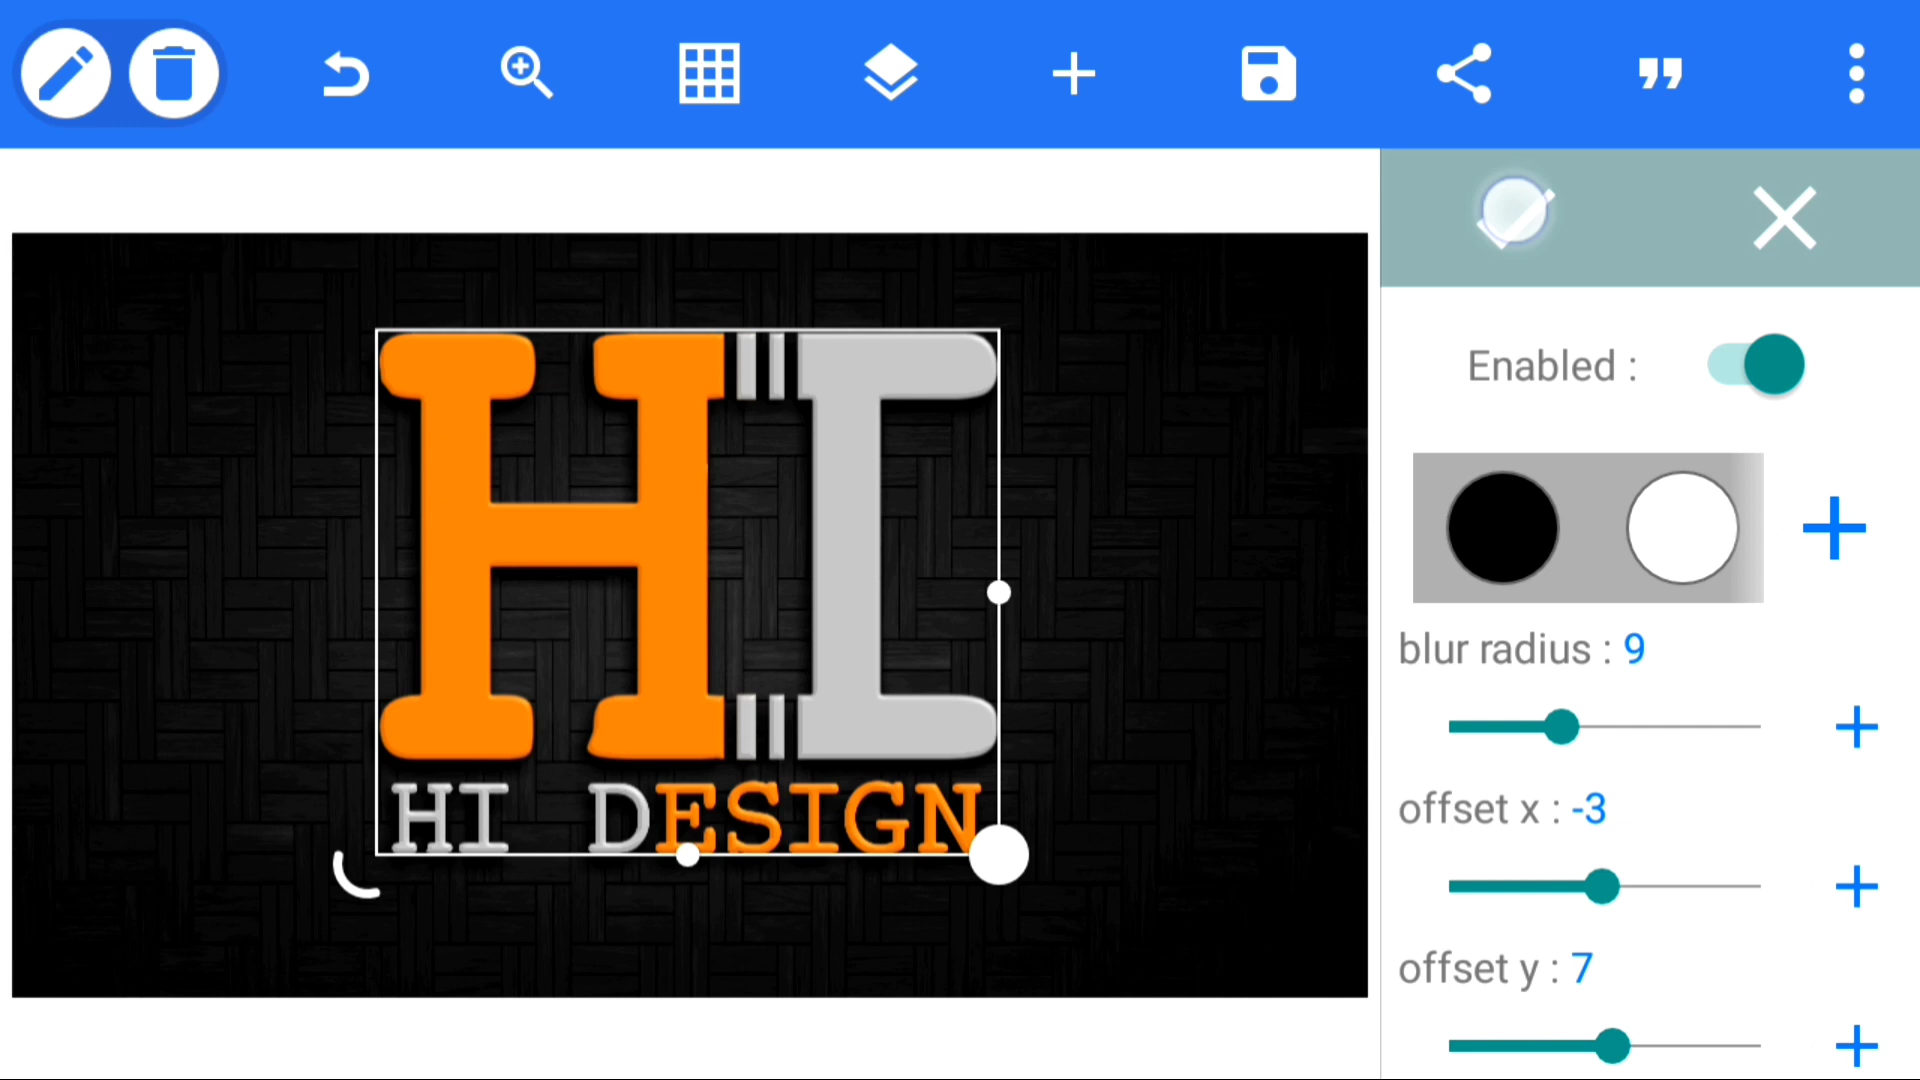 HI
HI DESIGN
Enabled :
blur radius : 9
offset x : -3
offset y : 7